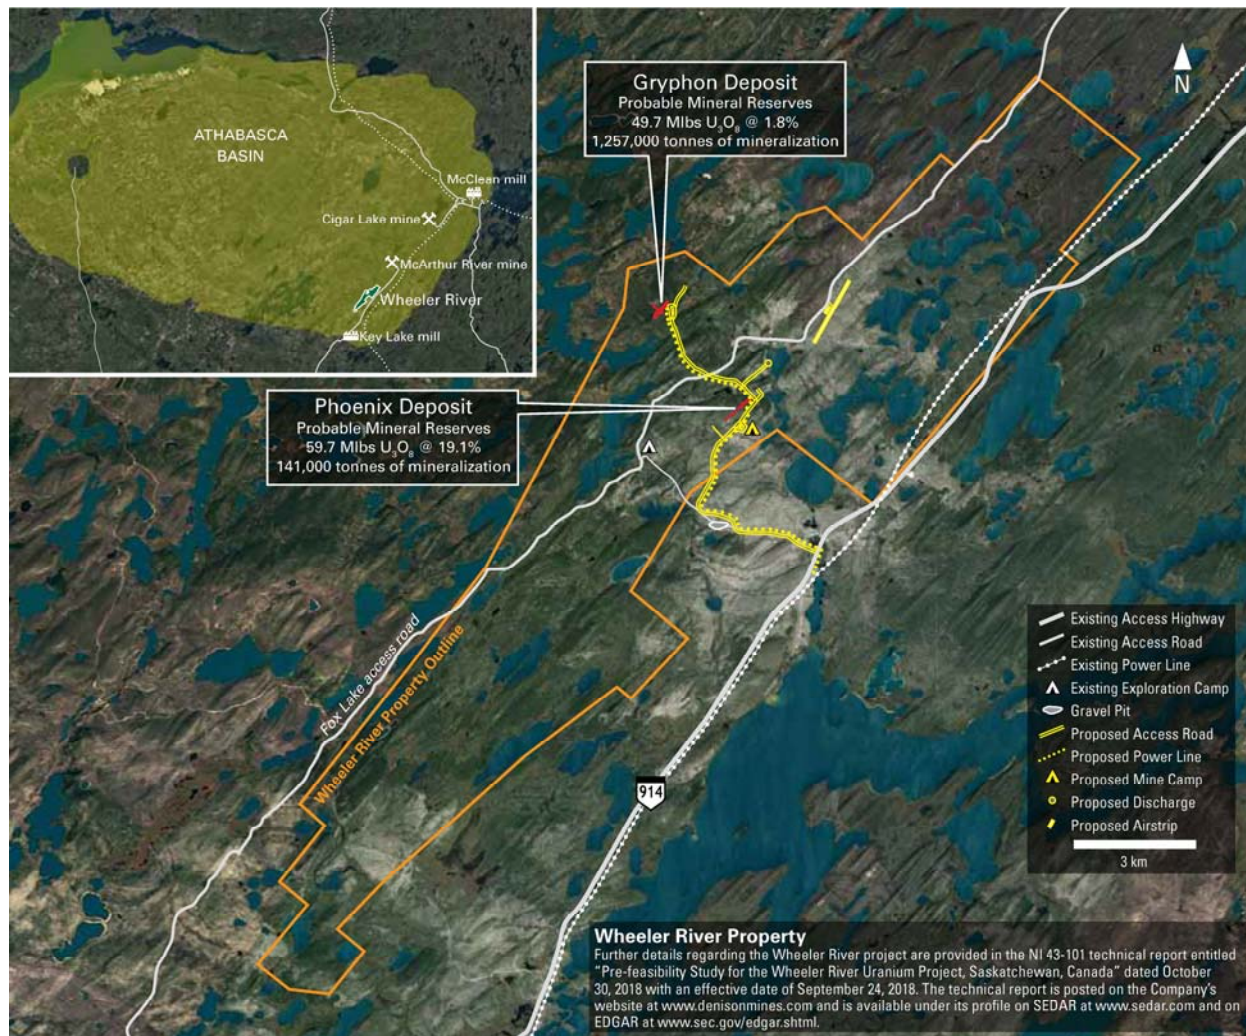 ATHABASCA
BASIN
McClean mill
Cigar Lake mine
McArthur River mine
Wheeler River
Key Lake mill
Gryphon Deposit
Probable Mineral Reserves
49.7 Mlbs U₃O₈ @ 1.8%
1,257,000 tonnes of mineralization
N
Phoenix Deposit
Probable Mineral Reserves
59.7 Mlbs U₃O₈ @ 19.1%
141,000 tonnes of mineralization
Fox Lake access road
Wheeler River Property Outline
914
Existing Access Highway
Existing Access Road
Existing Power Line
Existing Exploration Camp
Gravel Pit
Proposed Access Road
Proposed Power Line
Proposed Mine Camp
Proposed Discharge
Proposed Airstrip
3 km
Wheeler River Property
Further details regarding the Wheeler River project are provided in the NI 43-101 technical report entitled
"Pre-feasibility Study for the Wheeler River Uranium Project, Saskatchewan, Canada" dated October
30, 2018 with an effective date of September 24, 2018. The technical report is posted on the Company's
website at www.denisonmines.com and is available under its profile on SEDAR at www.sedar.com and on
EDGAR at www.sec.gov/edgar.shtml.